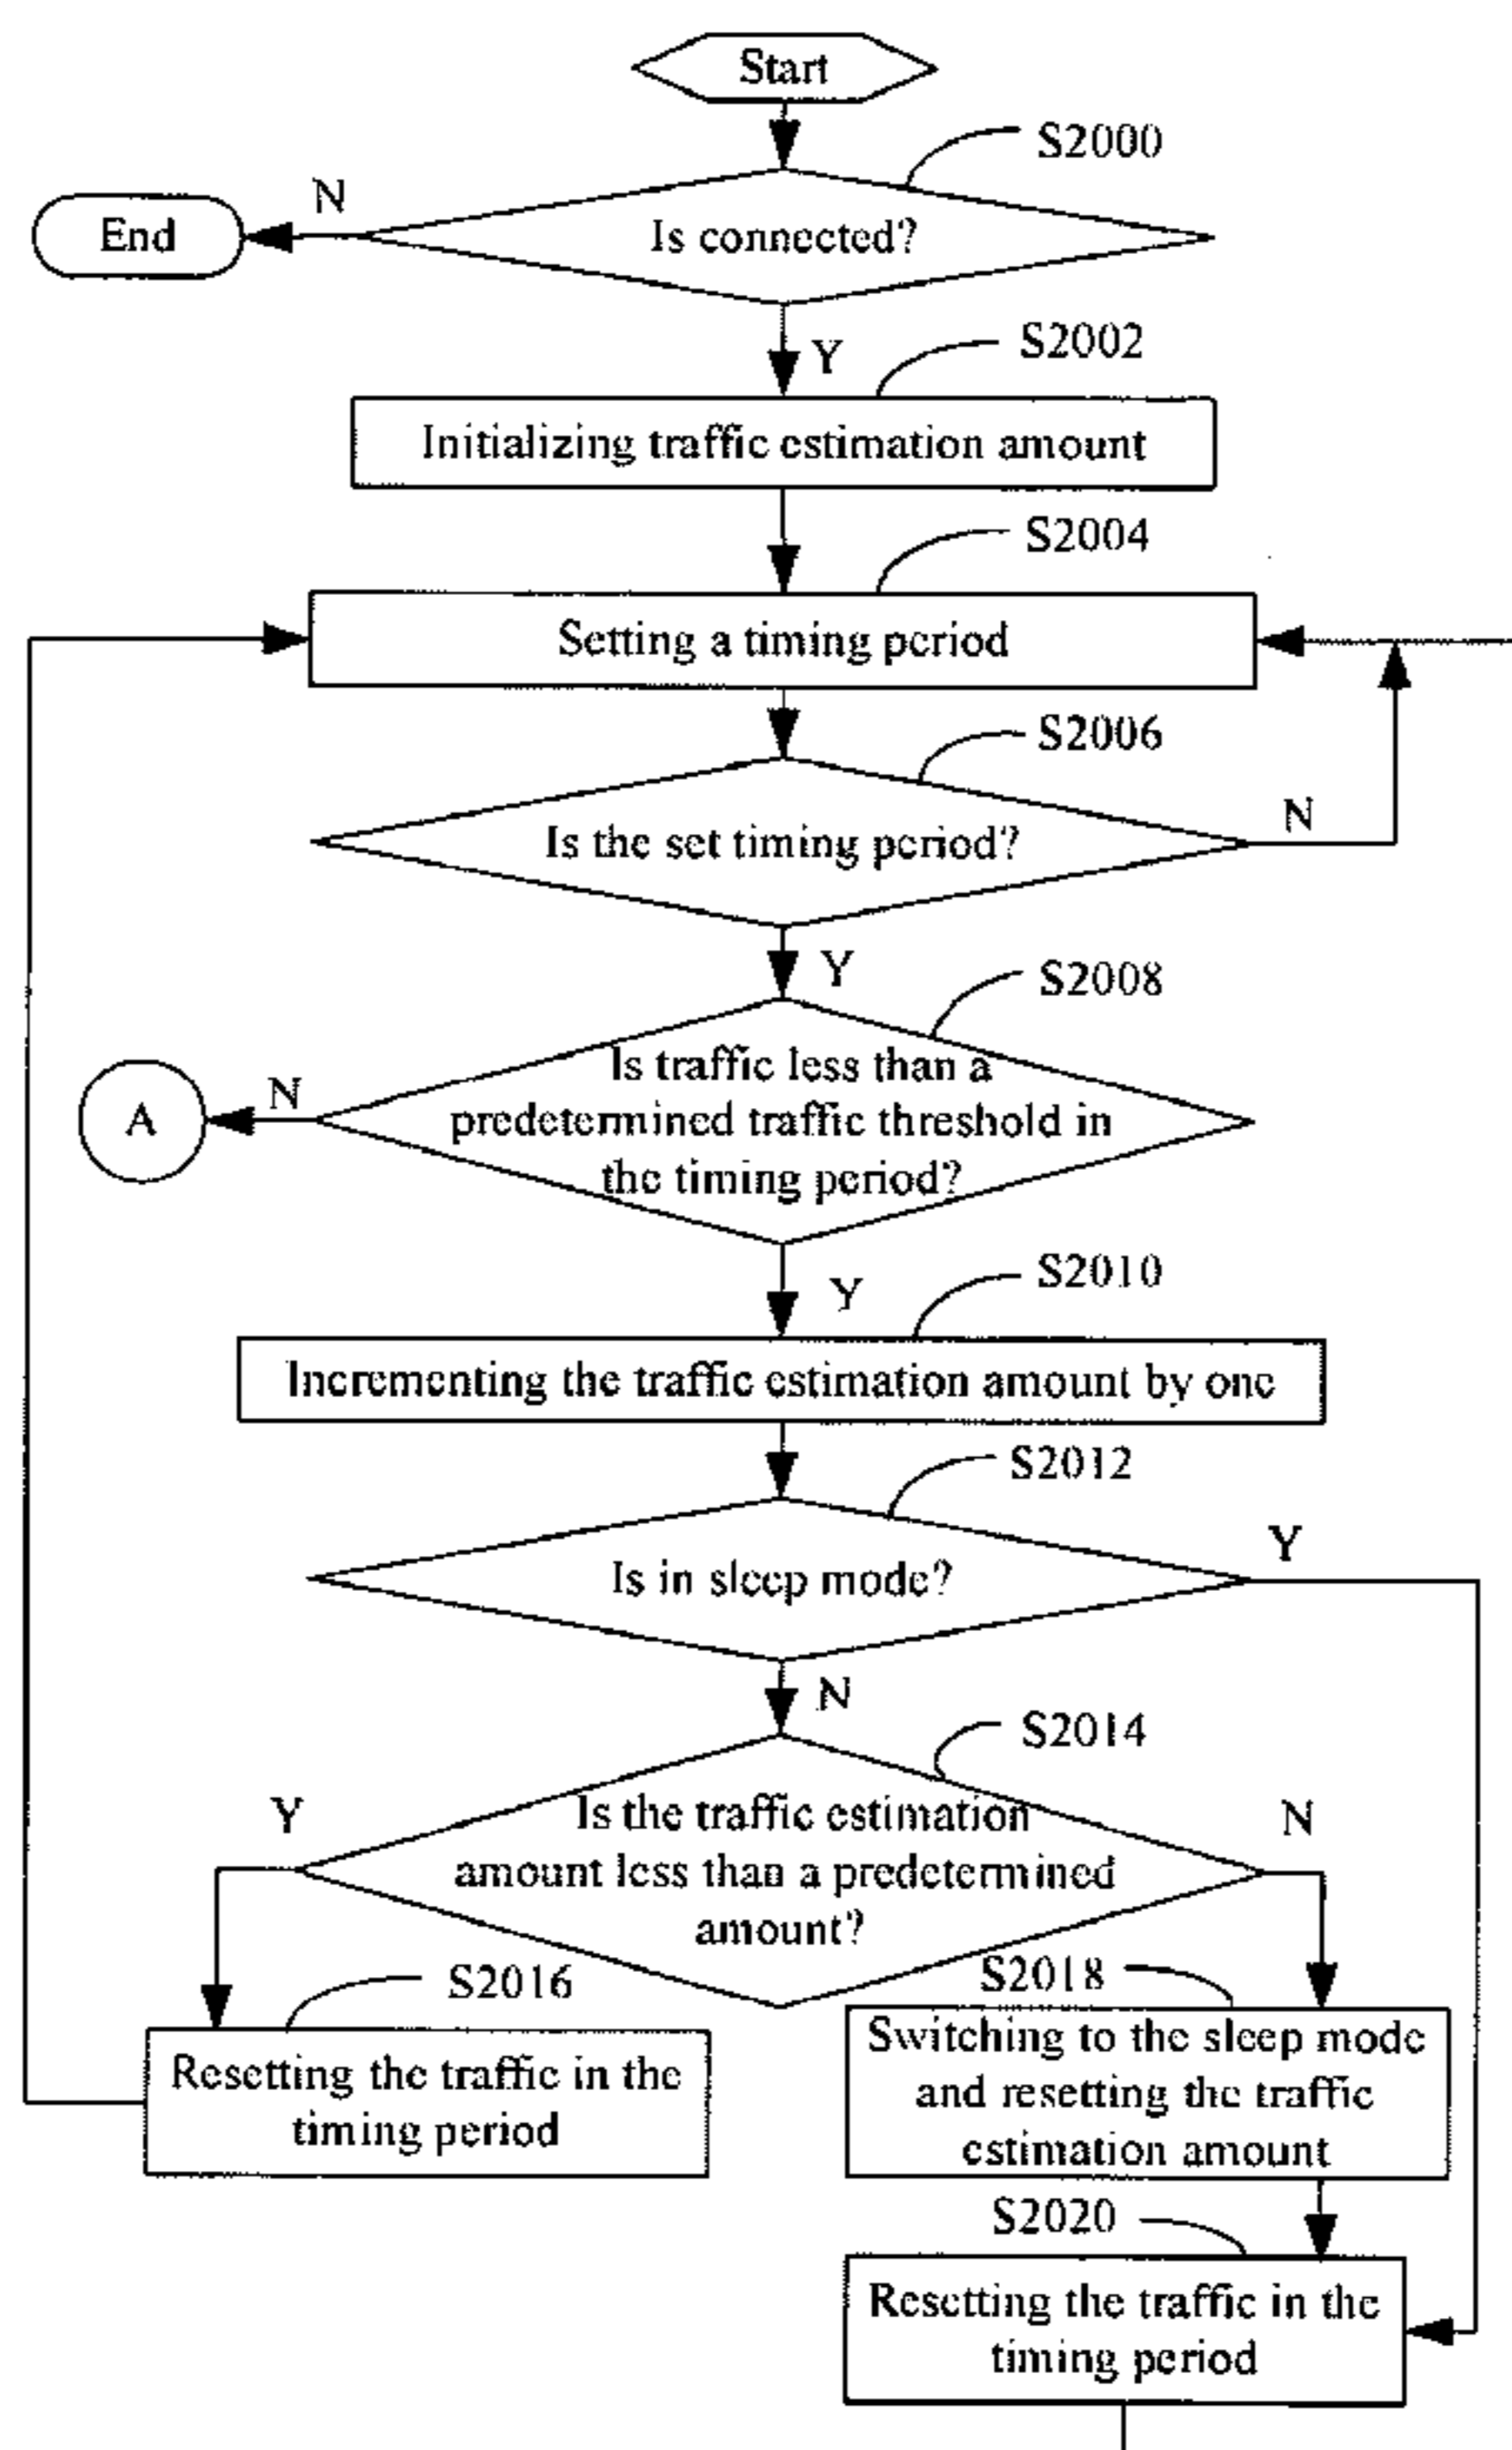 Start
S2000
N
End
Is connected?
Y
S2002
Initializing traffic estimation amount
S2004
Setting a timing period
S2006
Is the set timing period?
N
Y
S2008
Is traffic less than a
predetermined traffic threshold in
the timing period?
N
A
Y
S2010
Incrementing the traffic estimation amount by one
S2012
Is in sleep mode?
Y
N
S2014
Is the traffic estimation
amount less than a predetermined
amount?
Y
N
S2016
Resetting the traffic in the
timing period
S2018
Switching to the sleep mode
and resetting the traffic
estimation amount
S2020
Resetting the traffic in the
timing period